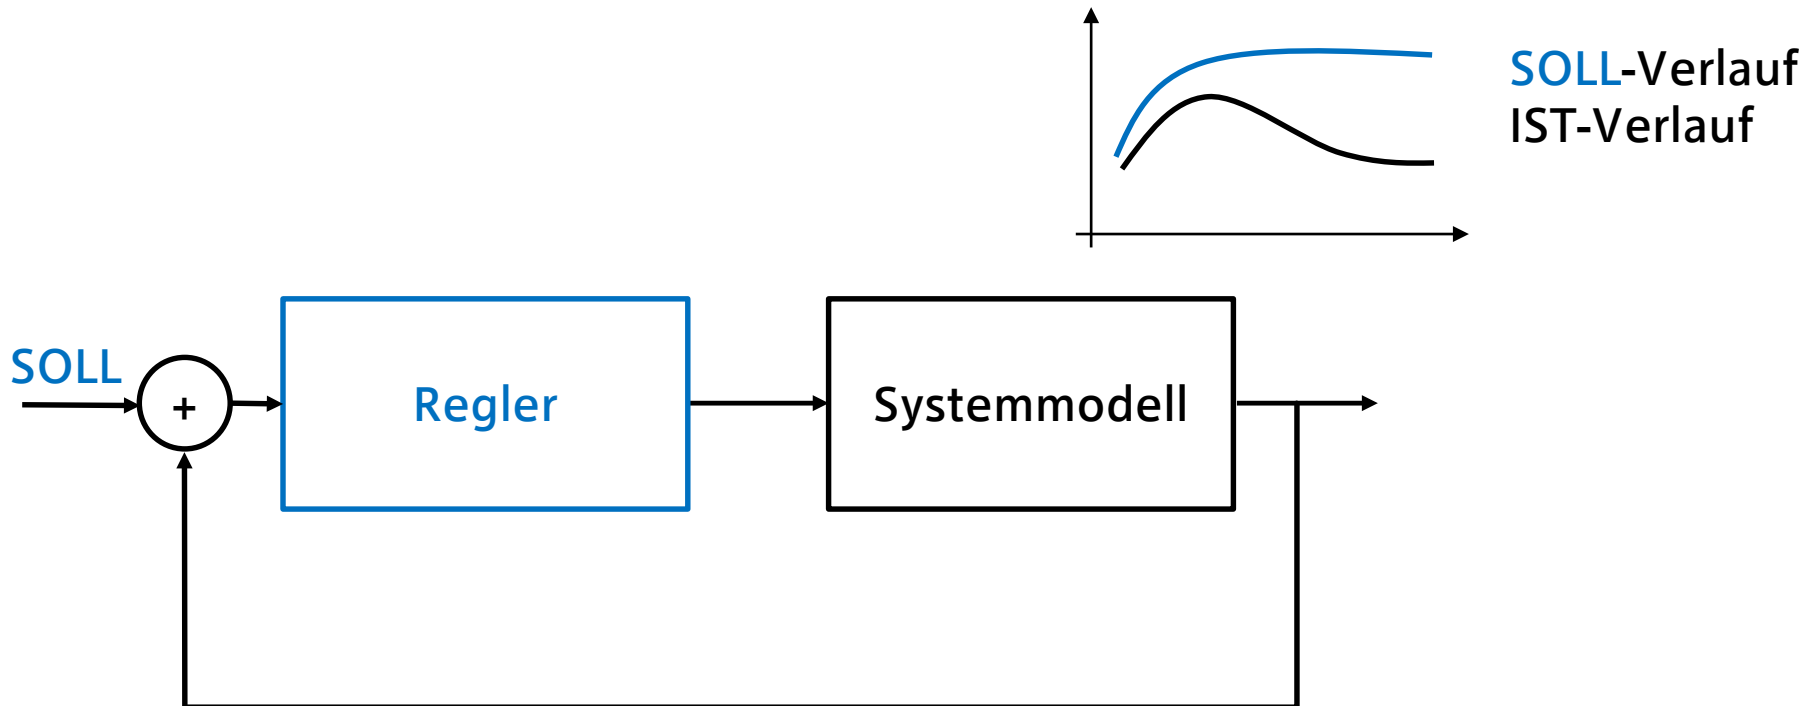 SOLL-Verlauf
IST-Verlauf
SOLL
+
Regler
Systemmodell